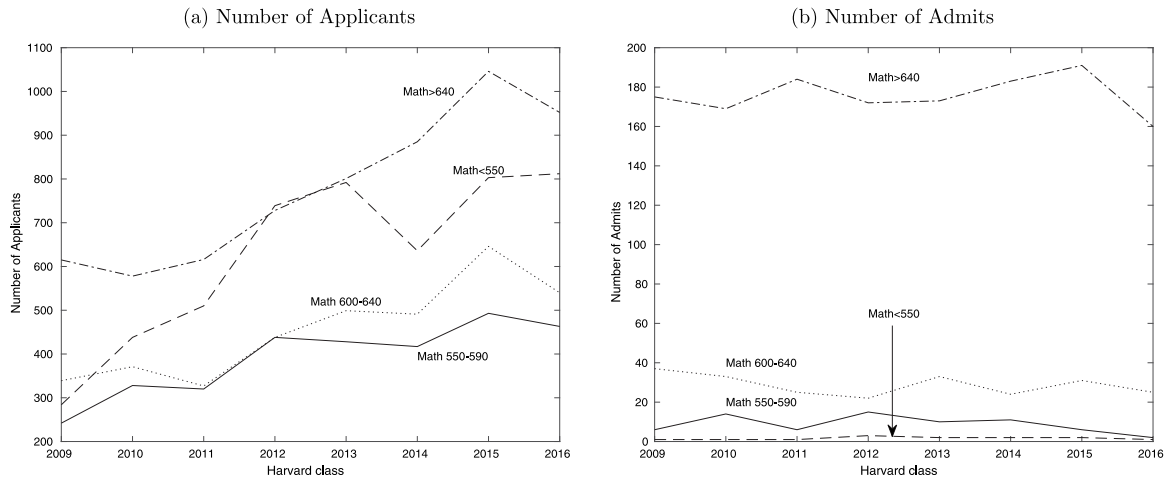 (a) Number of Applicants
1100
1000
900
800
700
600
500
400
300
200
Number of Applicants
Math>640
Math<550
Math 600-640
Math 550-590
2009 2010 2011 2012 2013 2014 2015 2016
Harvard class
(b) Number of Admits
200
180
160
140
120
100
80
60
40
20
0
Number of Admits
Math>640
Math<550
Math 600-640
Math 550-590
2009 2010 2011 2012 2013 2014 2015 2016
Harvard class